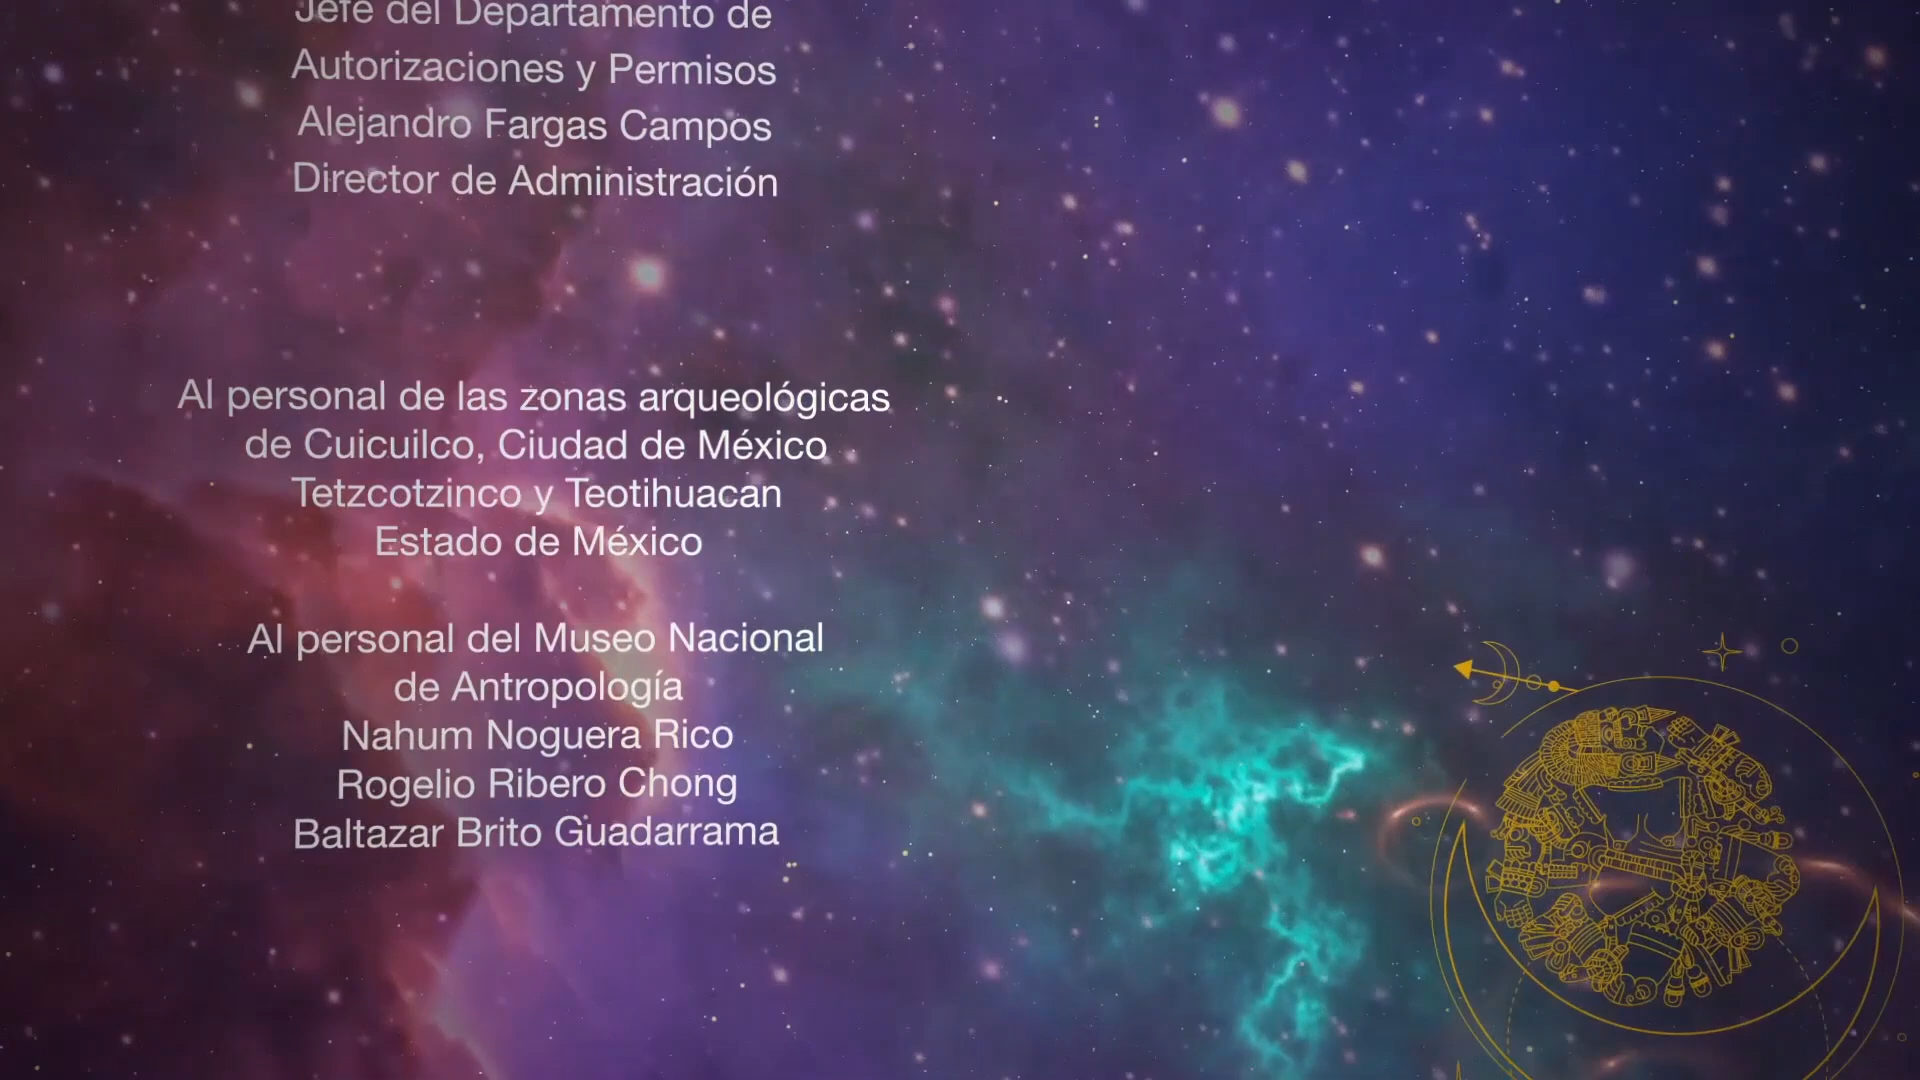 Jefe del Departamento de
Autorizaciones y Permisos
Alejandro Fargas Campos
Director de Administración
Al personal de las zonas arqueológicas
de Cuicuilco, Ciudad de México
Tetzcotzinco y Teotihuacan
Estado de México
Al personal del Museo Nacional
de Antropología
Nahum Noguera Rico
Rogelio Ribero Chong
Baltazar Brito Guadarrama